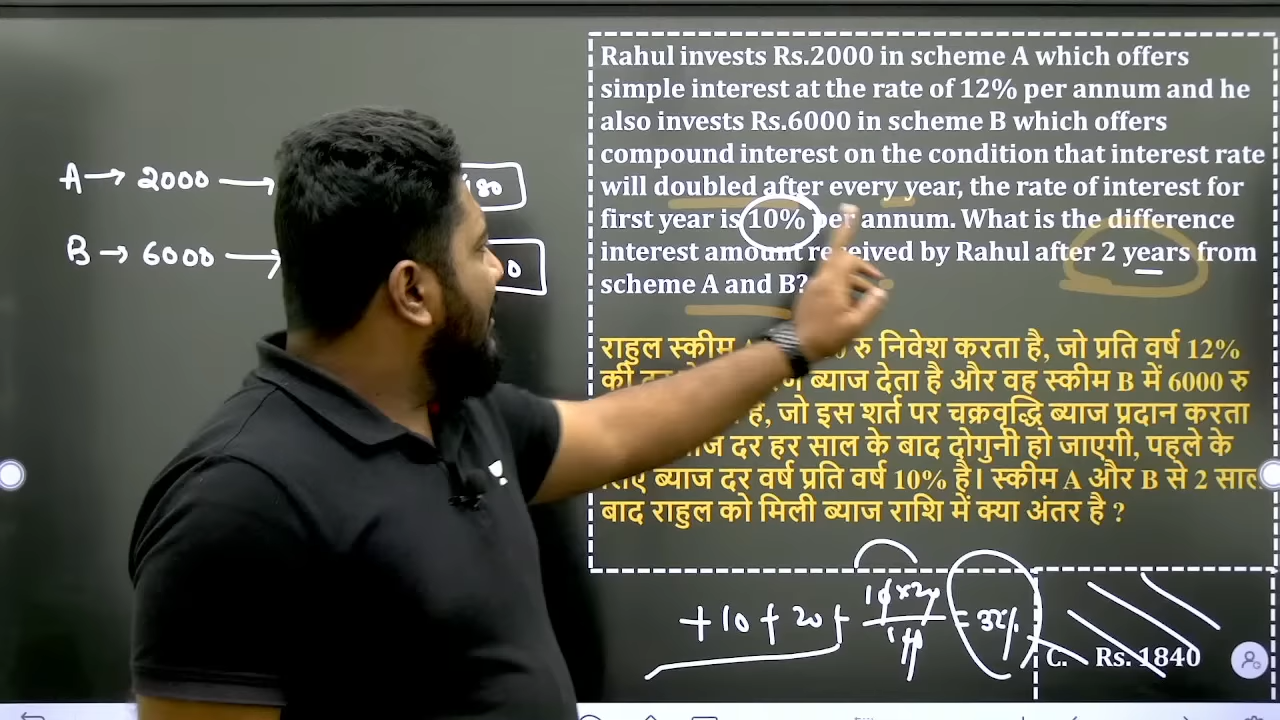 Rahul invests Rs.2000 in scheme A which offers
simple interest at the rate of 12% per annum and he
also invests Rs.6000 in scheme B which offers
compound interest on the condition that interest rate
will doubled after every year, the rate of interest for
first year is 10% per annum. What is the difference
interest amount received by Rahul after 2 years from
scheme A and B?
राहुल स्कीम रु निवेश करता है, जो प्रति वर्ष 12%
की ब्याज देता है और वह स्कीम B में 6000 रु
है, जो इस शर्त पर चक्रवृद्धि ब्याज प्रदान करता
दर हर साल के बाद दोगुनी हो जाएगी, पहले के
लिए ब्याज दर वर्ष प्रति वर्ष 10% है। स्कीम A और B से 2 साल
बाद राहुल को मिली ब्याज राशि में क्या अंतर है ?
A → 2000 → 480
B → 6000 →
+10 + 20 + = 32%
C. Rs. 1840